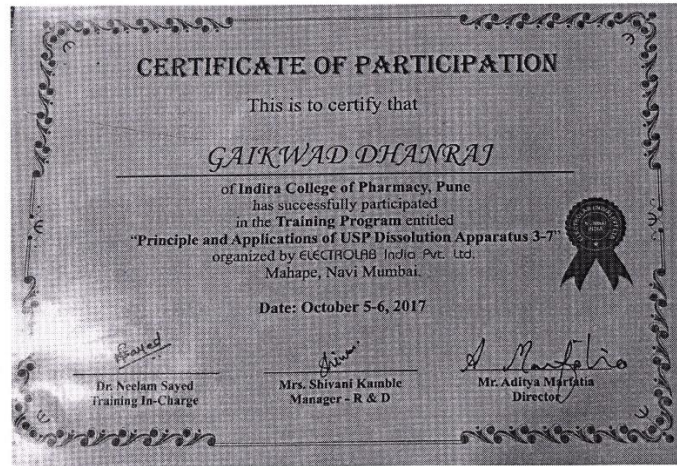 CERTIFICATE OF PARTICIPATION
This is to certify that
GAIKWAD DHANRAJ
of Indira College of Pharmacy, Pune
has successfully participated
in the Training Program entitled
“Principle and Applications of USP Dissolution Apparatus 3-7”
organized by ELECTROLAB India Pvt. Ltd.
Mahape, Navi Mumbai.
Date: October 5-6, 2017
Dr. Neelam Sayed
Training In-Charge
Mrs. Shivani Kamble
Manager - R & D
Mr. Aditya Marfatia
Director